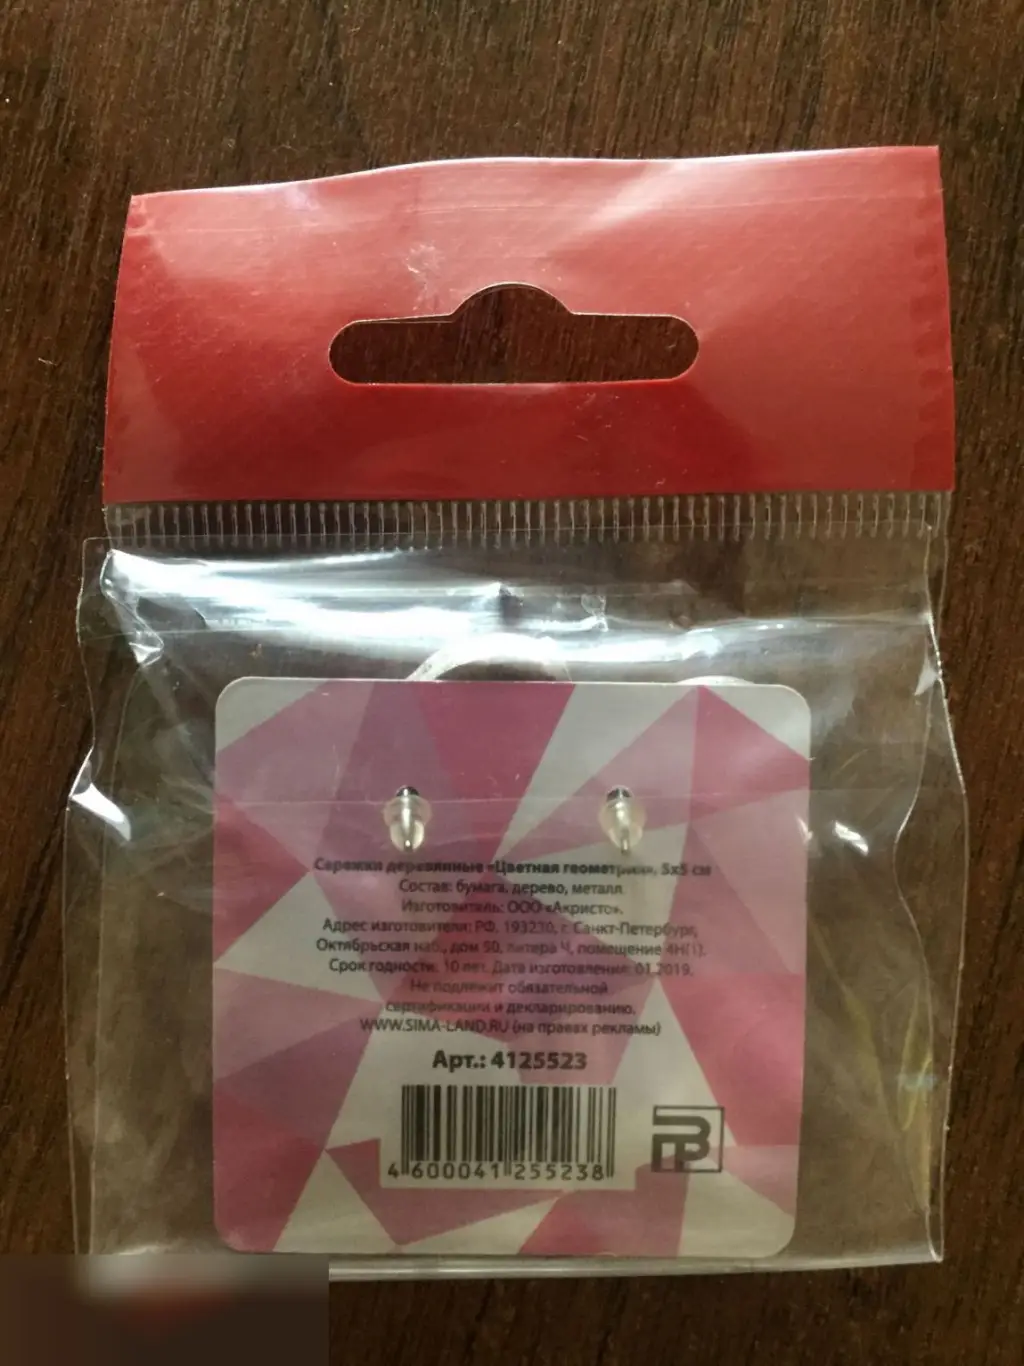 Сережки деревянные «Цветная геометрия», 5х5 см
Состав: бумага, дерево, металл
Изготовитель: ООО «Акристо».
Адрес изготовителя: РФ, 193230, г. Санкт-Петербург,
Октябрьская наб., дом 50, литера Ч, помещение 4Н(1).
Срок годности: 10 лет. Дата изготовления: 01.2019.
Не подлежит обязательной
сертификации и декларированию.
WWW.SIMA-LAND.RU (на правах рекламы)
Арт.: 4125523
4 600041 255238